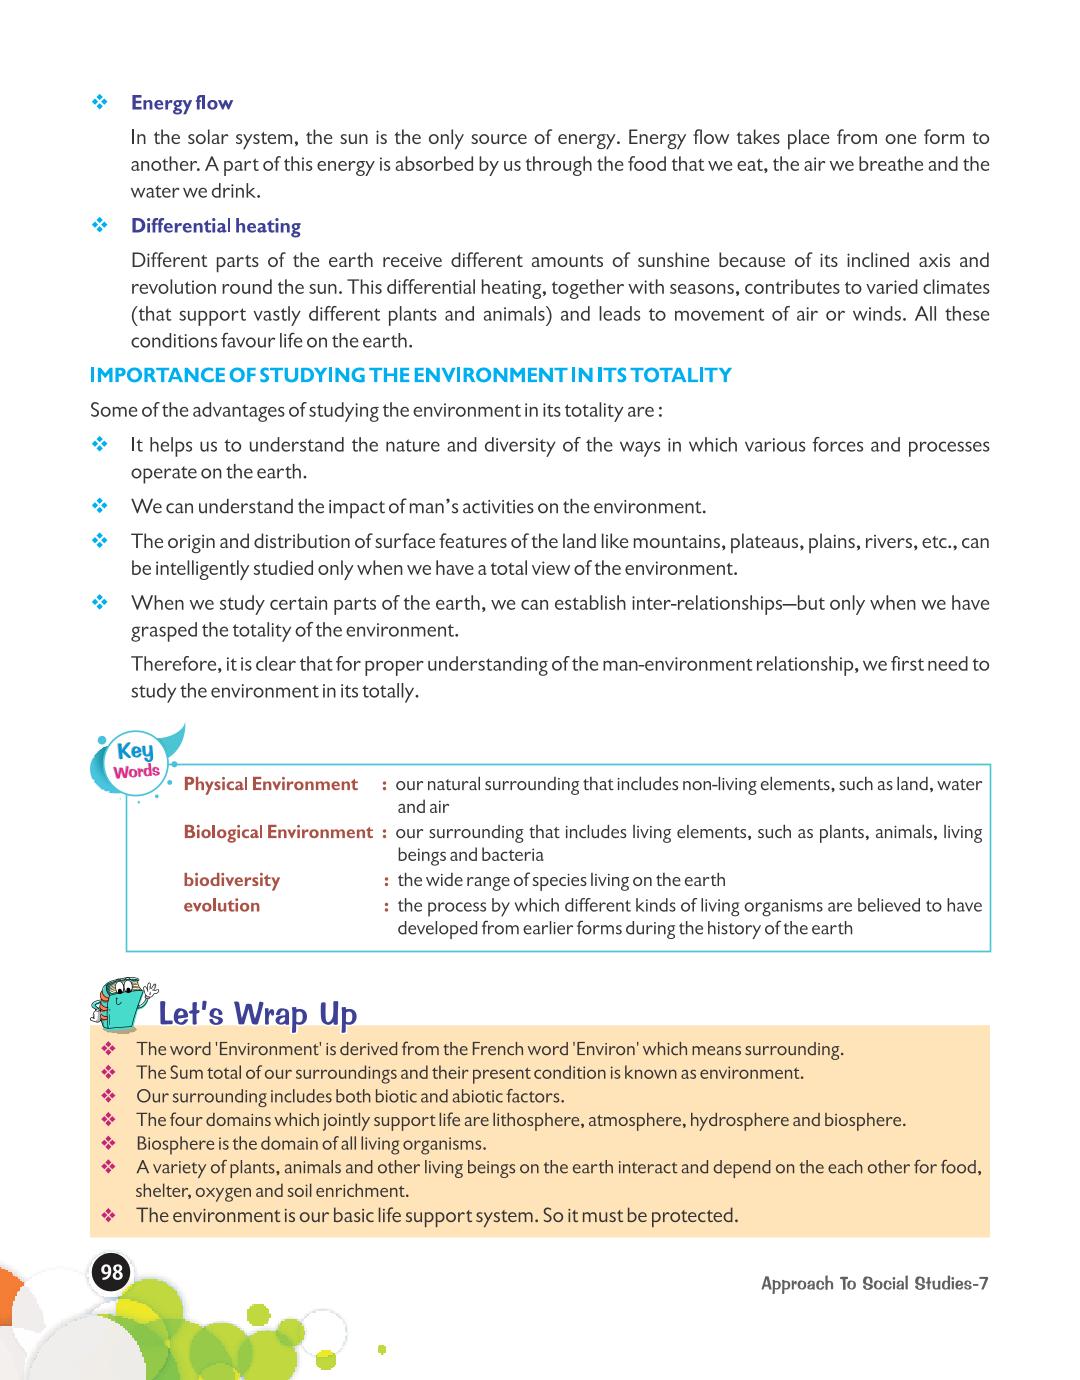 Energy flow
In the solar system, the sun is the only source of energy. Energy flow takes place from one form to
another. A part of this energy is absorbed by us through the food that we eat, the air we breathe and the
water we drink.
Differential heating
Different parts of the earth receive different amounts of sunshine because of its inclined axis and
revolution round the sun. This differential heating, together with seasons, contributes to varied climates
(that support vastly different plants and animals) and leads to movement of air or winds. All these
conditions favour life on the earth.
IMPORTANCE OF STUDYING THE ENVIRONMENT IN ITS TOTALITY
Some of the advantages of studying the environment in its totality are :
It helps us to understand the nature and diversity of the ways in which various forces and processes
operate on the earth.
We can understand the impact of man's activities on the environment.
The origin and distribution of surface features of the land like mountains, plateaus, plains, rivers, etc., can
be intelligently studied only when we have a total view of the environment.
When we study certain parts of the earth, we can establish inter-relationships—but only when we have
grasped the totality of the environment.
Therefore, it is clear that for proper understanding of the man-environment relationship, we first need to
study the environment in its totally.
Key
Words
Physical Environment : our natural surrounding that includes non-living elements, such as land, water
and air
Biological Environment : our surrounding that includes living elements, such as plants, animals, living
beings and bacteria
biodiversity : the wide range of species living on the earth
evolution : the process by which different kinds of living organisms are believed to have
developed from earlier forms during the history of the earth
Let's Wrap Up
The word 'Environment' is derived from the French word 'Environ' which means surrounding.
The Sum total of our surroundings and their present condition is known as environment.
Our surrounding includes both biotic and abiotic factors.
The four domains which jointly support life are lithosphere, atmosphere, hydrosphere and biosphere.
Biosphere is the domain of all living organisms.
A variety of plants, animals and other living beings on the earth interact and depend on the each other for food,
shelter, oxygen and soil enrichment.
The environment is our basic life support system. So it must be protected.
98
Approach To Social Studies-7